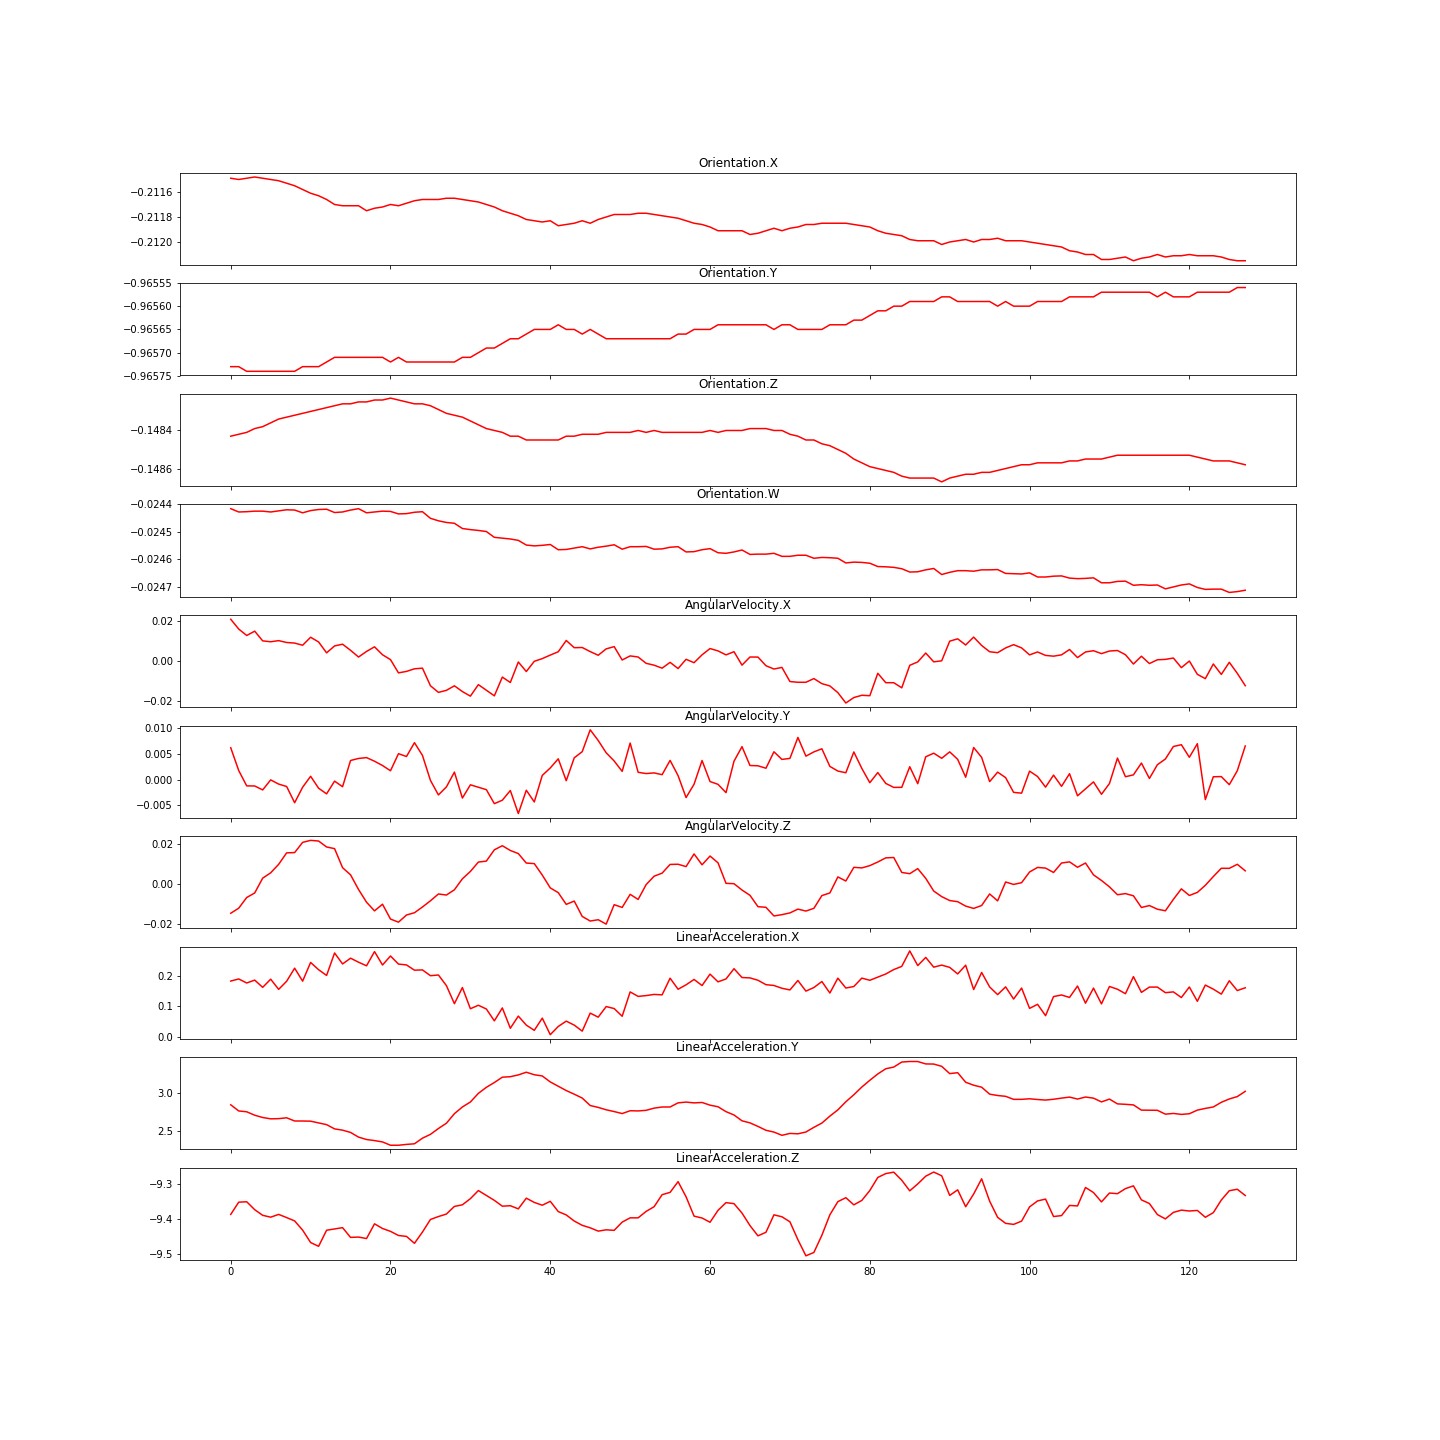 Orientation.X
−0.2116
−0.2118
−0.2120
Orientation.Y
−0.96555
−0.96560
−0.96565
−0.96570
−0.96575
Orientation.Z
−0.1484
−0.1486
Orientation.W
−0.0244
−0.0245
−0.0246
−0.0247
AngularVelocity.X
0.02
0.00
−0.02
AngularVelocity.Y
0.010
0.005
0.000
−0.005
AngularVelocity.Z
0.02
0.00
−0.02
LinearAcceleration.X
0.2
0.1
0.0
LinearAcceleration.Y
3.0
2.5
LinearAcceleration.Z
−9.3
−9.4
−9.5
0 20 40 60 80 100 120